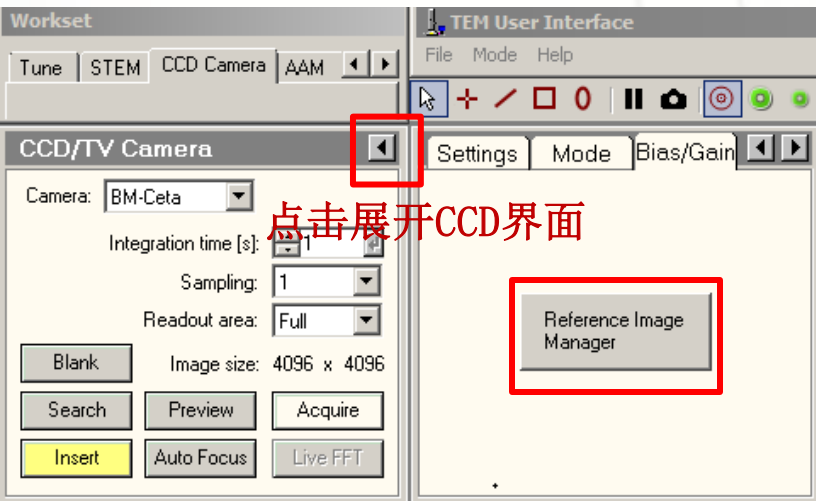 Workset
TEM User Interface
File Mode Help
Tune STEM CCD Camera AAM
CCD/TV Camera
Settings Mode Bias/Gain
Camera: BM-Ceta
点击展开CCD界面
Integration time [s]: 1
Sampling: 1
Readout area: Full
Reference Image
Manager
Blank Image size: 4096 x 4096
Search Preview Acquire
Insert Auto Focus Live FFT